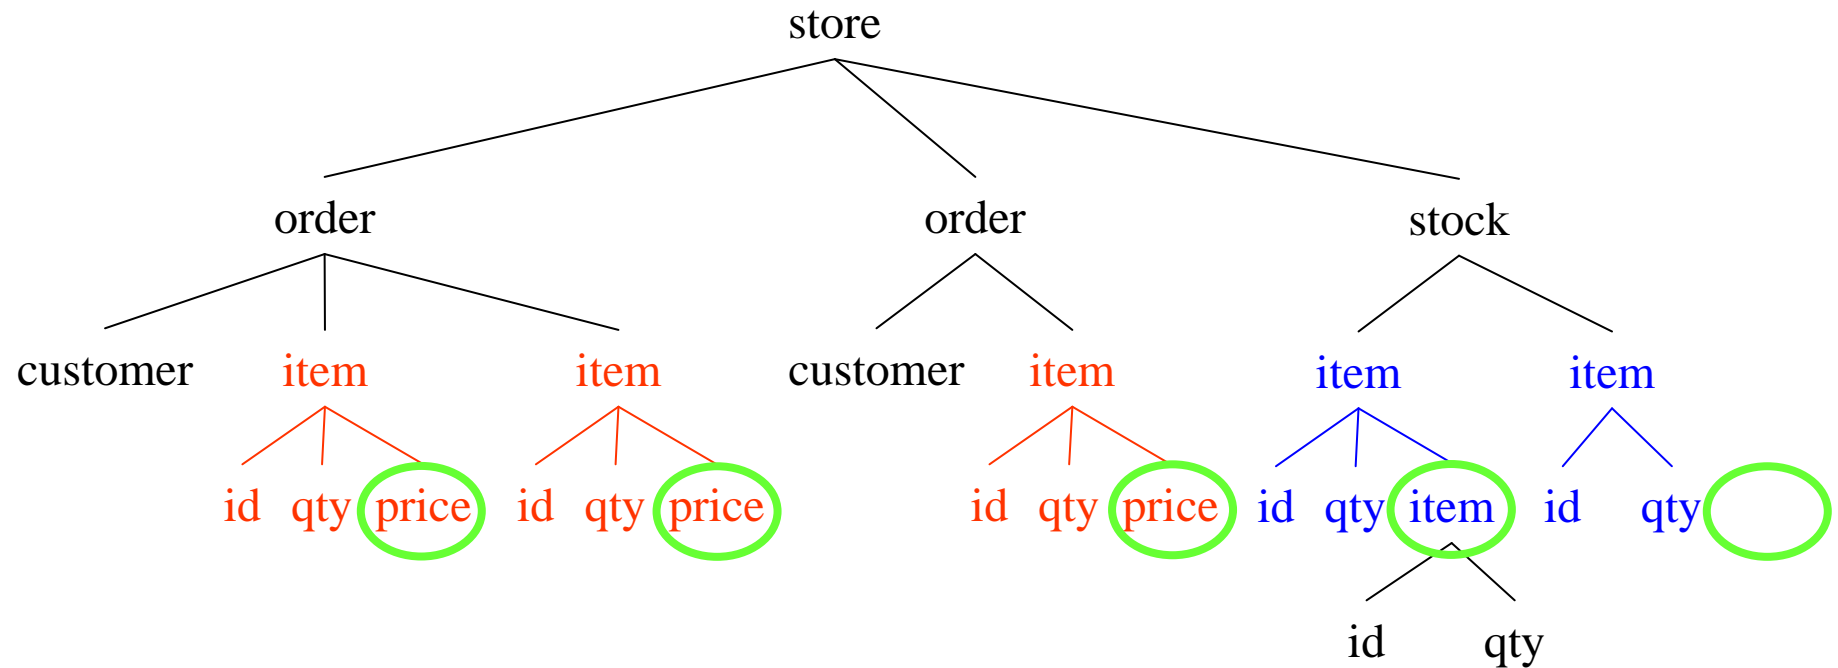 store
order order stock
customer item item customer item item item
id qty price id qty price id qty price id qty item id qty
id qty